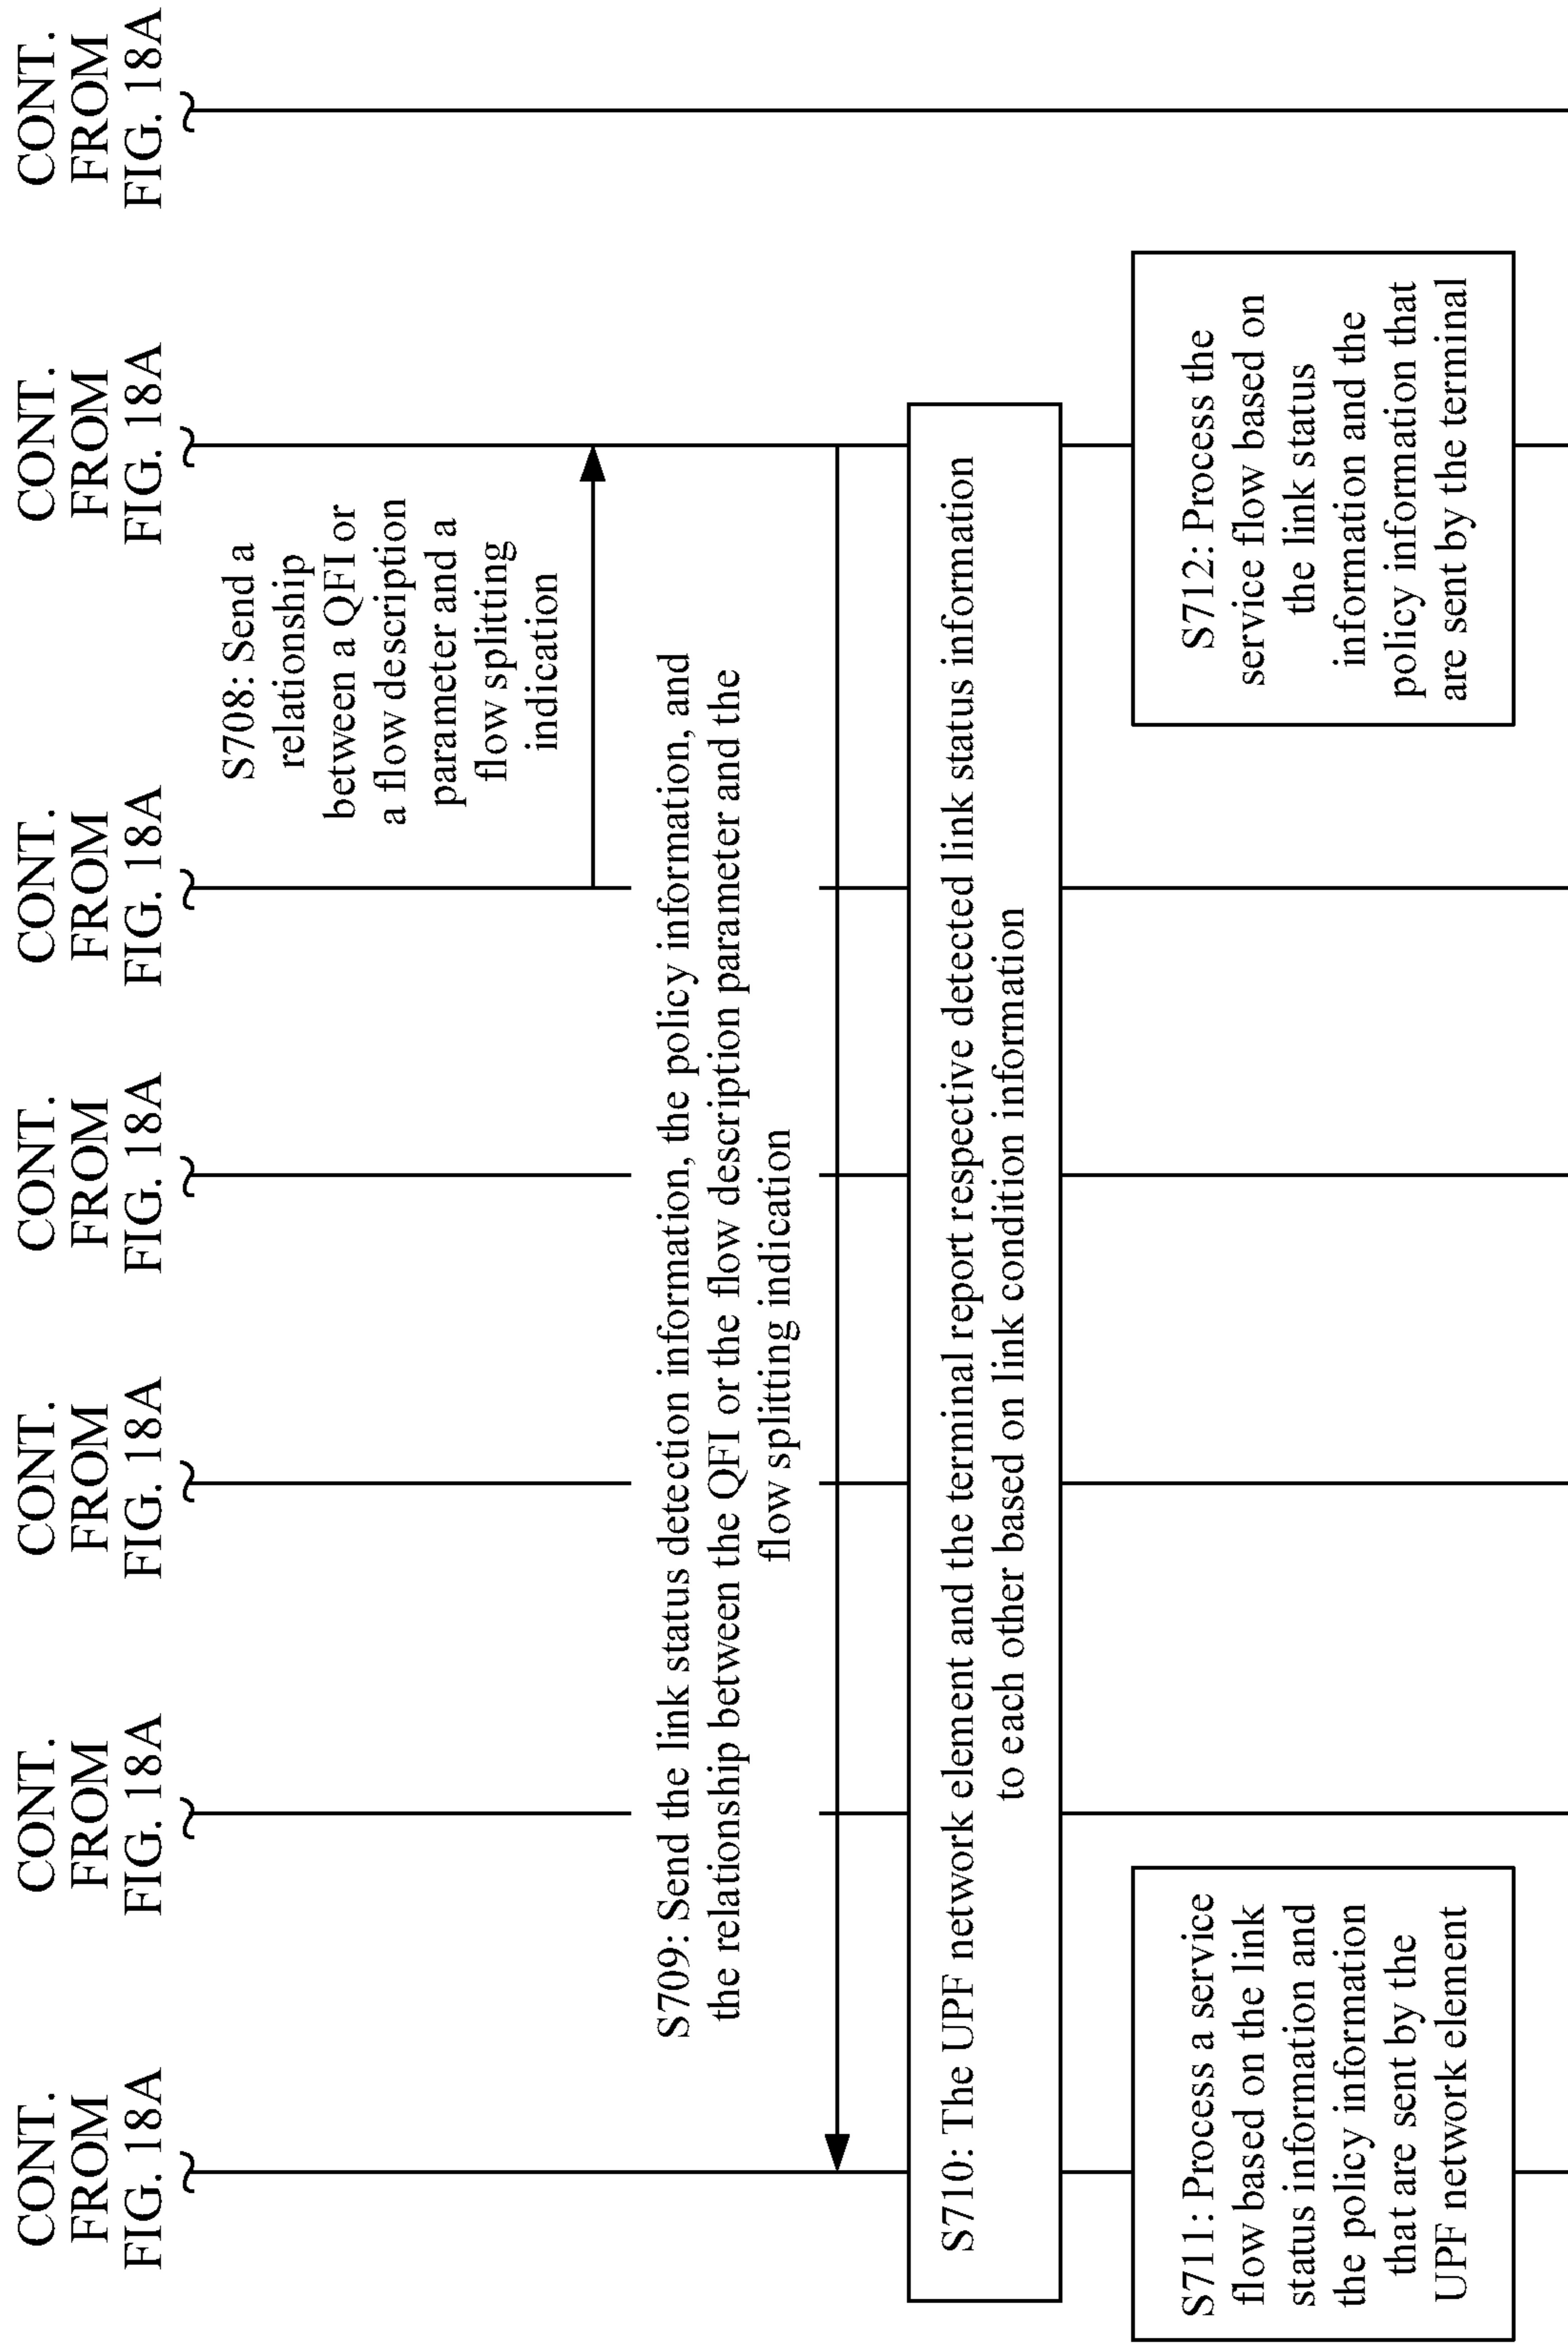 CONT.
FROM
FIG. 18A
CONT.
FROM
FIG. 18A
CONT.
FROM
FIG. 18A
CONT.
FROM
FIG. 18A
CONT.
FROM
FIG. 18A
CONT.
FROM
FIG. 18A
CONT.
FROM
FIG. 18A
S708: Send a
relationship
between a QFI or
a flow description
parameter and a
flow splitting
indication
S709: Send the link status detection information, the policy information, and
the relationship between the QFI or the flow description parameter and the
flow splitting indication
S710: The UPF network element and the terminal report respective detected link status information
to each other based on link condition information
S711: Process a service
flow based on the link
status information and
the policy information
that are sent by the
UPF network element
S712: Process the
service flow based on
the link status
information and the
policy information that
are sent by the terminal